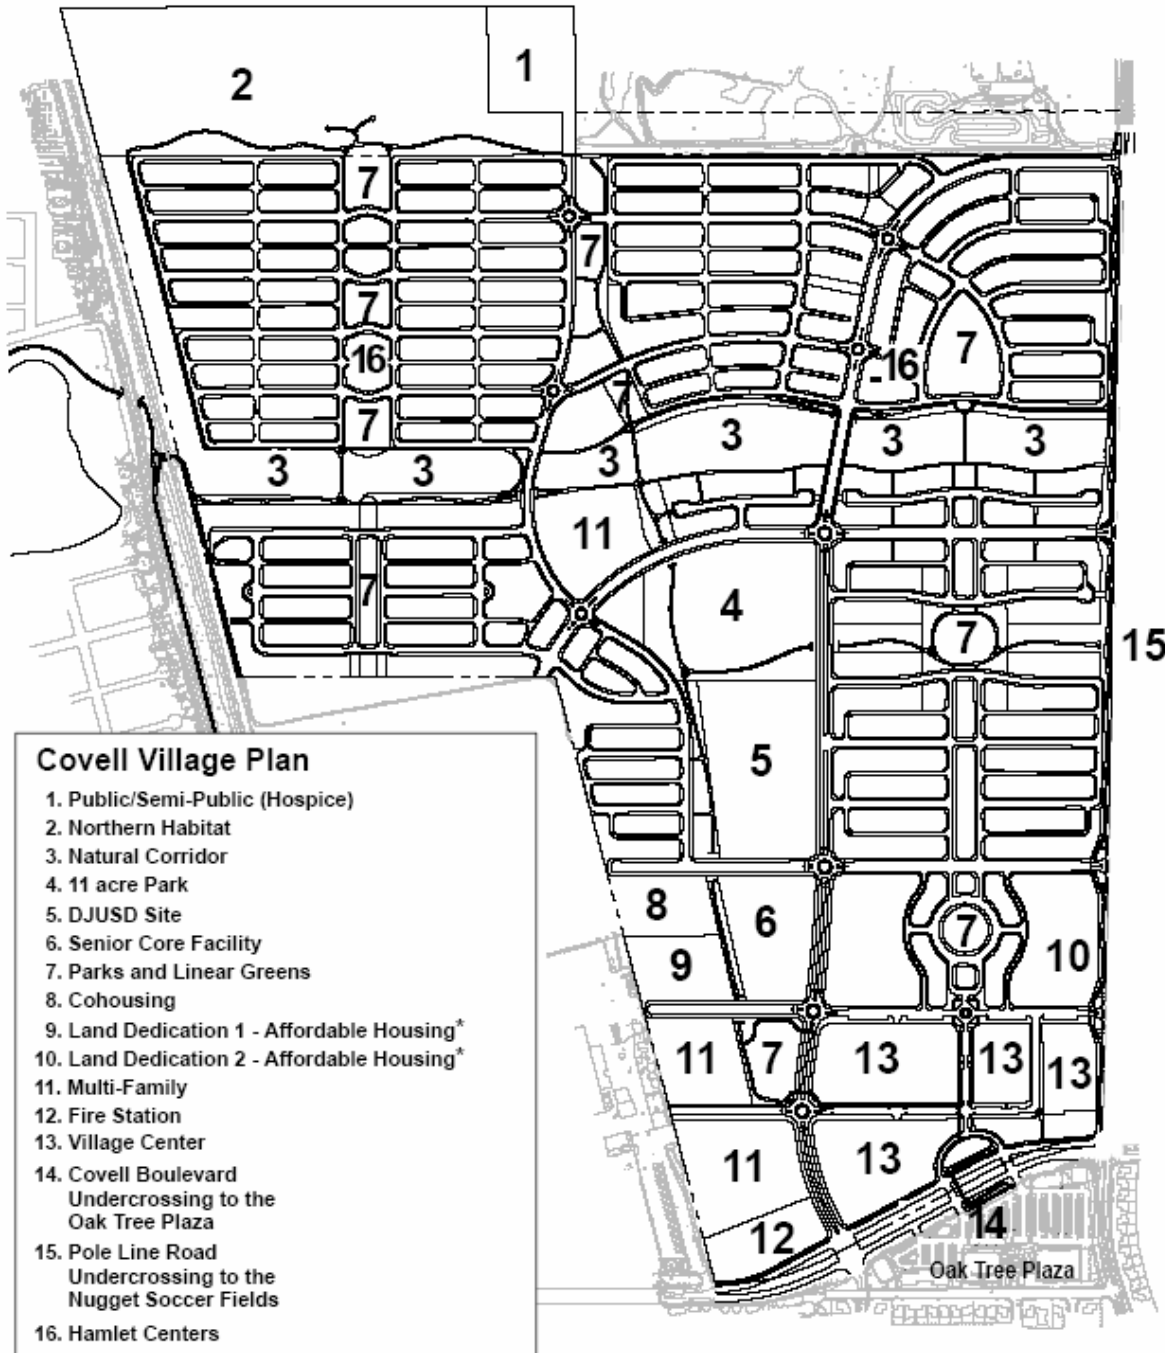 1
2
7
7
7
16
16
7
7
7
3
3
3
3
3
3
11
7
4
7
15
5
8
6
7
10
9
11
7
13
13
13
11
13
12
14
Oak Tree Plaza
Covell Village Plan
1. Public/Semi-Public (Hospice)
2. Northern Habitat
3. Natural Corridor
4. 11 acre Park
5. DJUSD Site
6. Senior Core Facility
7. Parks and Linear Greens
8. Cohousing
9. Land Dedication 1 - Affordable Housing*
10. Land Dedication 2 - Affordable Housing*
11. Multi-Family
12. Fire Station
13. Village Center
14. Covell Boulevard
Undercrossing to the
Oak Tree Plaza
15. Pole Line Road
Undercrossing to the
Nugget Soccer Fields
16. Hamlet Centers